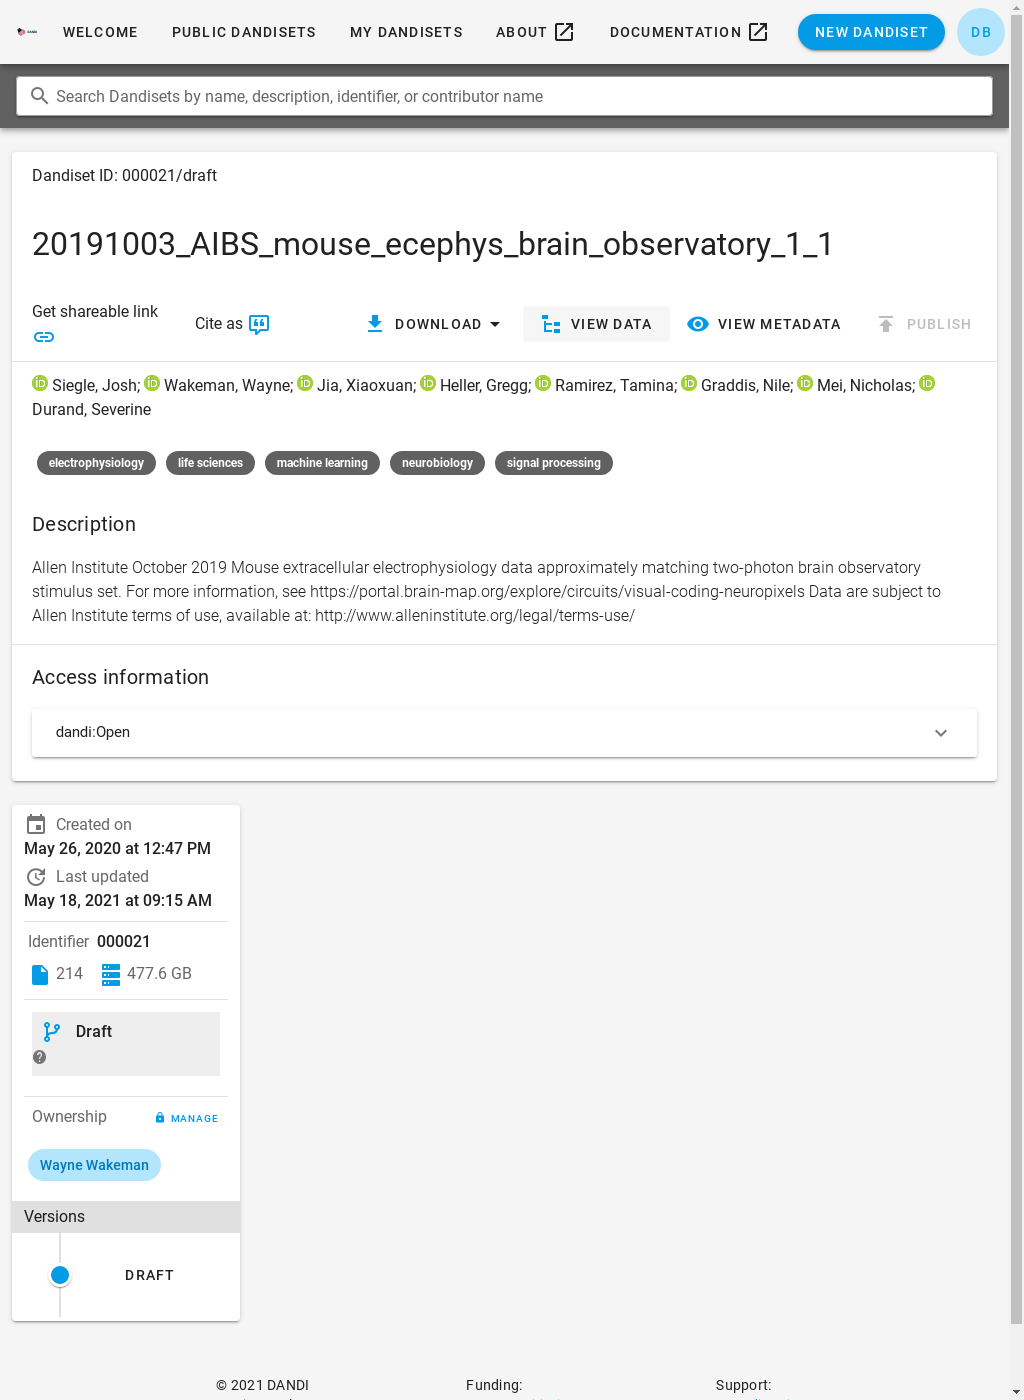 WELCOME PUBLIC DANDISETS MY DANDISETS ABOUT DOCUMENTATION NEW DANDISET DB
Search Dandisets by name, description, identifier, or contributor name
Dandiset ID: 000021/draft
20191003_AIBS_mouse_ecephys_brain_observatory_1_1
Get shareable link
Cite as
DOWNLOAD VIEW DATA VIEW METADATA PUBLISH
Siegle, Josh; Wakeman, Wayne; Jia, Xiaoxuan; Heller, Gregg; Ramirez, Tamina; Graddis, Nile; Mei, Nicholas;
Durand, Severine
electrophysiology life sciences machine learning neurobiology signal processing
Description
Allen Institute October 2019 Mouse extracellular electrophysiology data approximately matching two-photon brain observatory
stimulus set. For more information, see https://portal.brain-map.org/explore/circuits/visual-coding-neuropixels Data are subject to
Allen Institute terms of use, available at: http://www.alleninstitute.org/legal/terms-use/
Access information
dandi:Open
Created on
May 26, 2020 at 12:47 PM
Last updated
May 18, 2021 at 09:15 AM
Identifier 000021
214 477.6 GB
Draft
Ownership MANAGE
Wayne Wakeman
Versions
DRAFT
© 2021 DANDI Funding: Support: